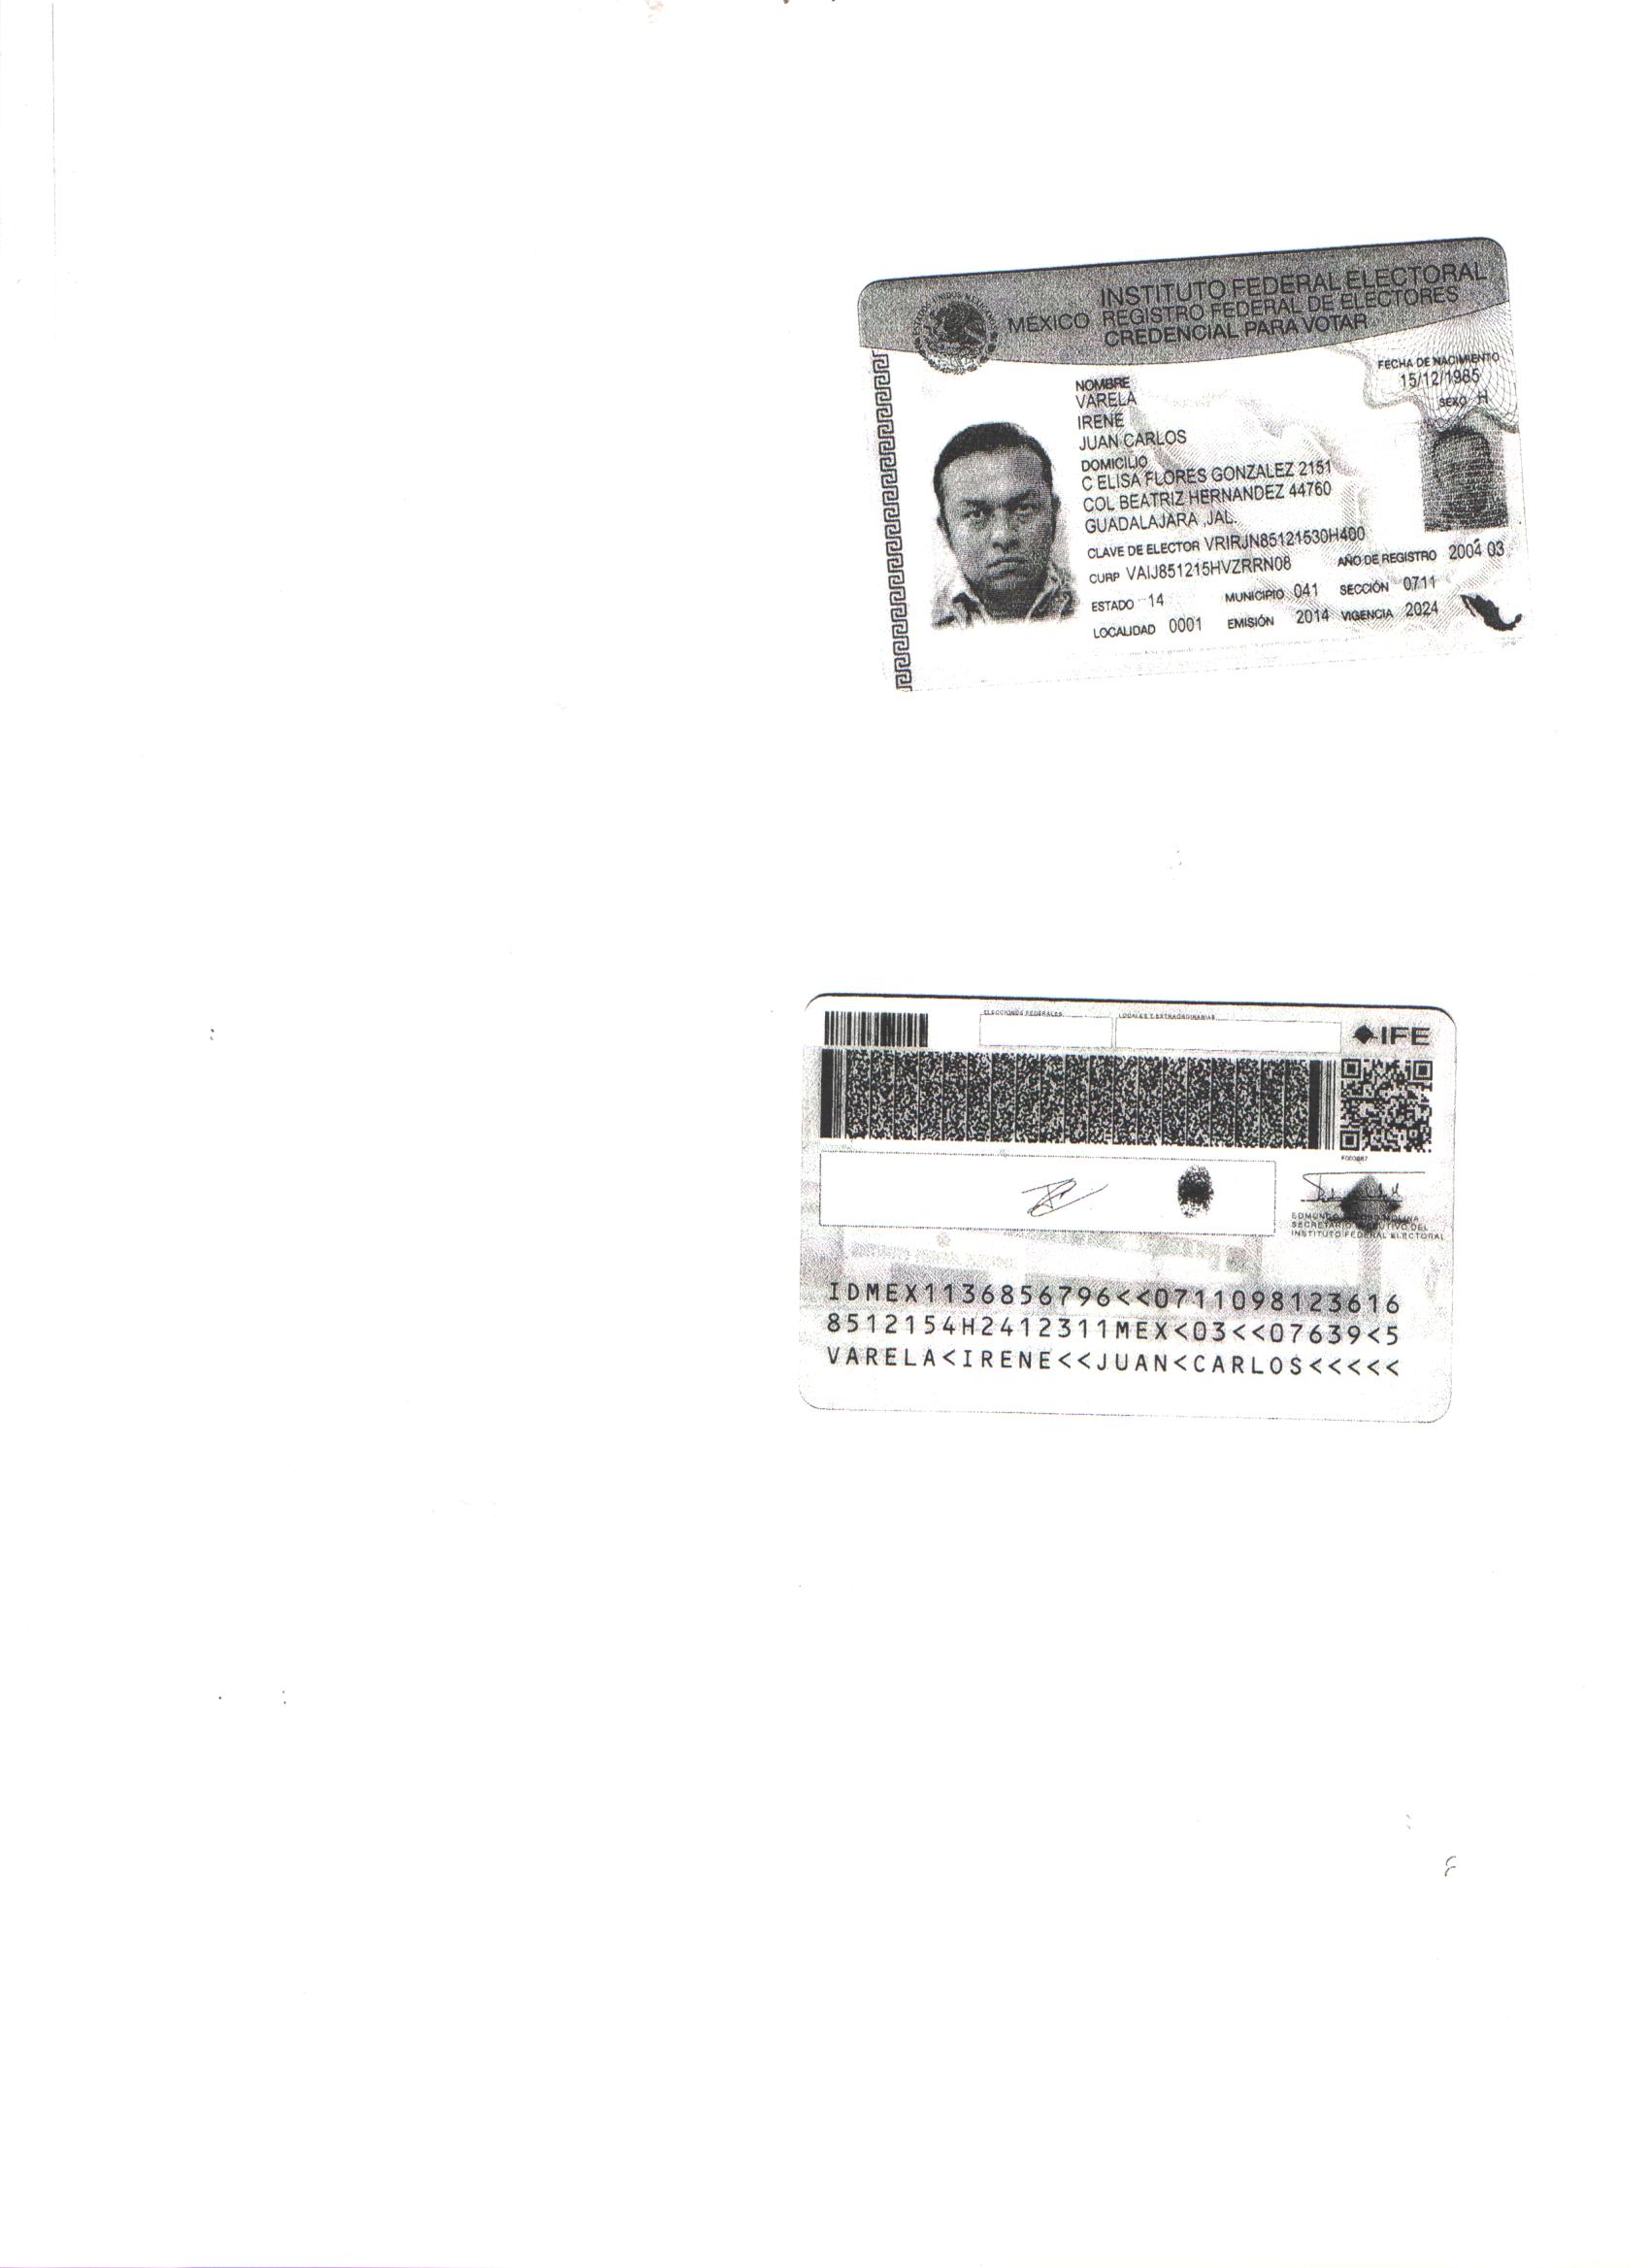 INSTITUTO FEDERAL ELECTORAL
MÉXICO REGISTRO FEDERAL DE ELECTORES
CREDENCIAL PARA VOTAR
FECHA DE NACIMIENTO
15/12/1985
SEXO H
NOMBRE
VARELA
IRENE
JUAN CARLOS
DOMICILIO
C ELISA FLORES GONZALEZ 2151
COL BEATRIZ HERNANDEZ 44760
GUADALAJARA ,JAL.
CLAVE DE ELECTOR VRIRJN85121530H400
CURP VAIJ851215HVZRRN08 AÑO DE REGISTRO 2004 03
ESTADO 14 MUNICIPIO 041 SECCIÓN 0711
LOCALIDAD 0001 EMISIÓN 2014 VIGENCIA 2024
ELECCIONES FEDERALES LOCALES Y EXTRAORDINARIAS
IFE
EDMUNDO JACOBO MOLINA
SECRETARIO EJECUTIVO DEL
INSTITUTO FEDERAL ELECTORAL
IDMEX1136856796<<0711098123616
8512154H2412311MEX<03<<07639<5
VARELA<IRENE<<JUAN<CARLOS<<<<<